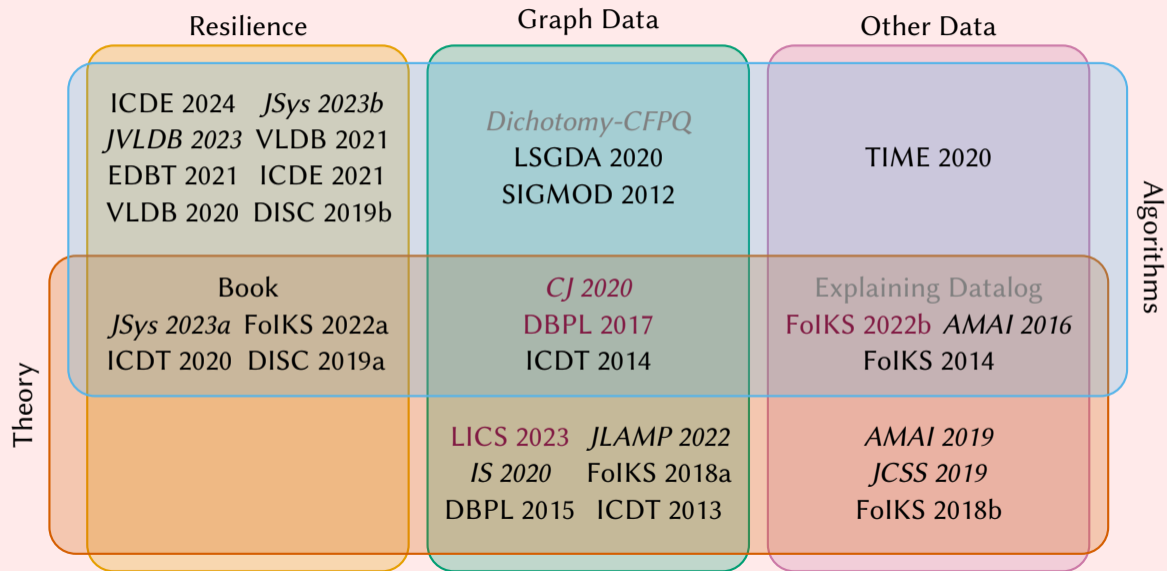 Resilience
Graph Data
Other Data
ICDE 2024 JSys 2023b
JVLDB 2023 VLDB 2021
EDBT 2021 ICDE 2021
VLDB 2020 DISC 2019b
Dichotomy-CFPQ
LSGDA 2020
SIGMOD 2012
TIME 2020
Algorithms
Book
JSys 2023a FoIKS 2022a
ICDT 2020 DISC 2019a
CJ 2020
DBPL 2017
ICDT 2014
Explaining Datalog
FoIKS 2022b AMAI 2016
FoIKS 2014
Theory
LICS 2023 JLAMP 2022
IS 2020 FoIKS 2018a
DBPL 2015 ICDT 2013
AMAI 2019
JCSS 2019
FoIKS 2018b